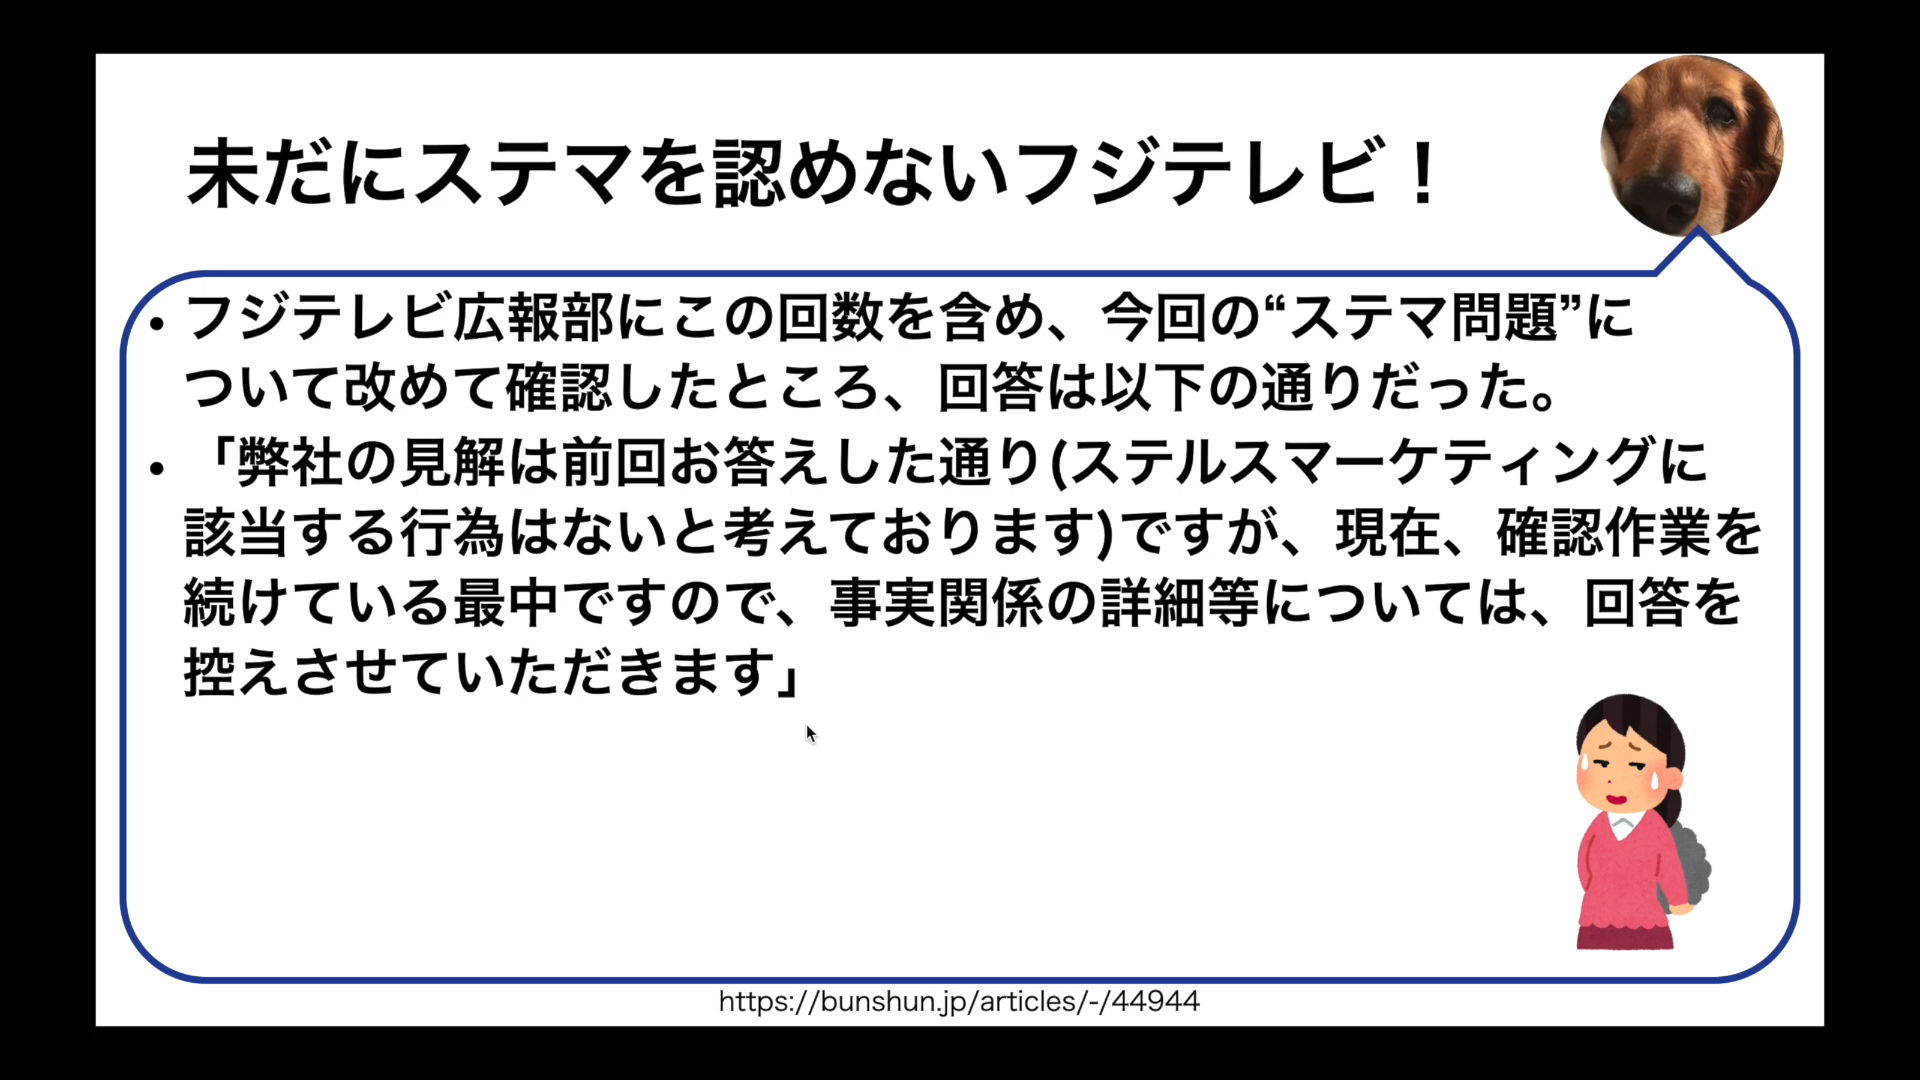 未だにステマを認めないフジテレビ！
• フジテレビ広報部にこの回数を含め、今回の“ステマ問題”に
ついて改めて確認したところ、回答は以下の通りだった。
• 「弊社の見解は前回お答えした通り(ステルスマーケティングに
該当する行為はないと考えております)ですが、現在、確認作業を
続けている最中ですので、事実関係の詳細等については、回答を
控えさせていただきます」
https://bunshun.jp/articles/-/44944